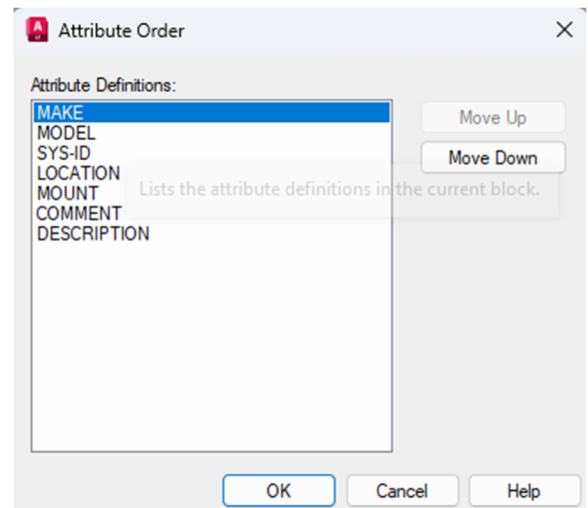 Attribute Order
Attribute Definitions:
MAKE
MODEL
SYS-ID
LOCATION
MOUNT
COMMENT
DESCRIPTION
Move Up
Move Down
Lists the attribute definitions in the current block.
OK
Cancel
Help